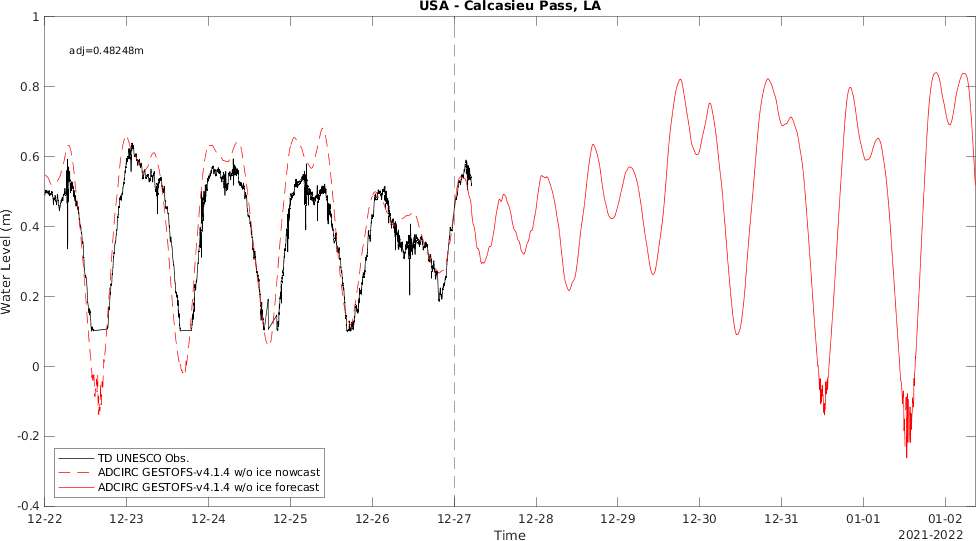 USA - Calcasieu Pass, LA
adj=0.48248m
Water Level (m)
1
0.8
0.6
0.4
0.2
0
-0.2
-0.4
TD UNESCO Obs.
ADCIRC GESTOFS-v4.1.4 w/o ice nowcast
ADCIRC GESTOFS-v4.1.4 w/o ice forecast
12-22 12-23 12-24 12-25 12-26 12-27 12-28 12-29 12-30 12-31 01-01 01-02
Time
2021-2022